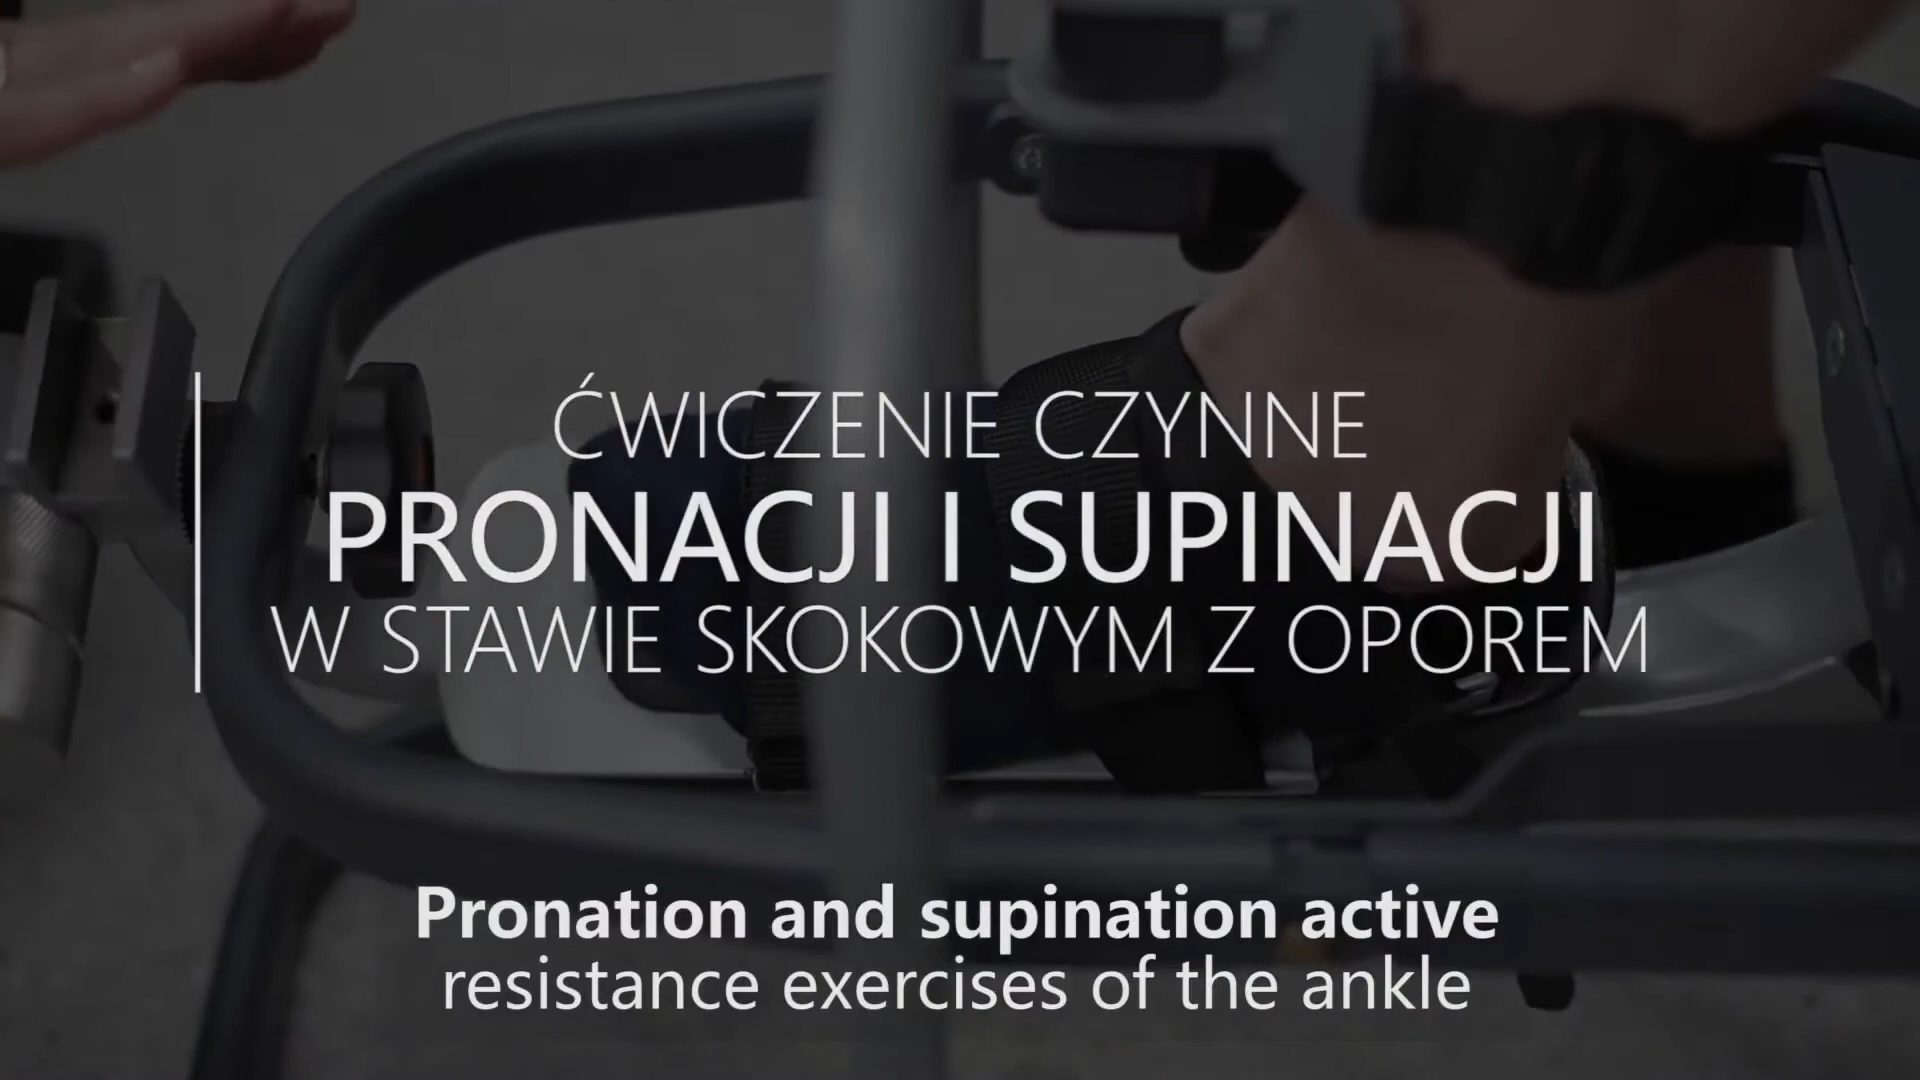 ĆWICZENIE CZYNNE
PRONACJI I SUPINACJI
W STAWIE SKOKOWYM Z OPOREM
Pronation and supination active
resistance exercises of the ankle